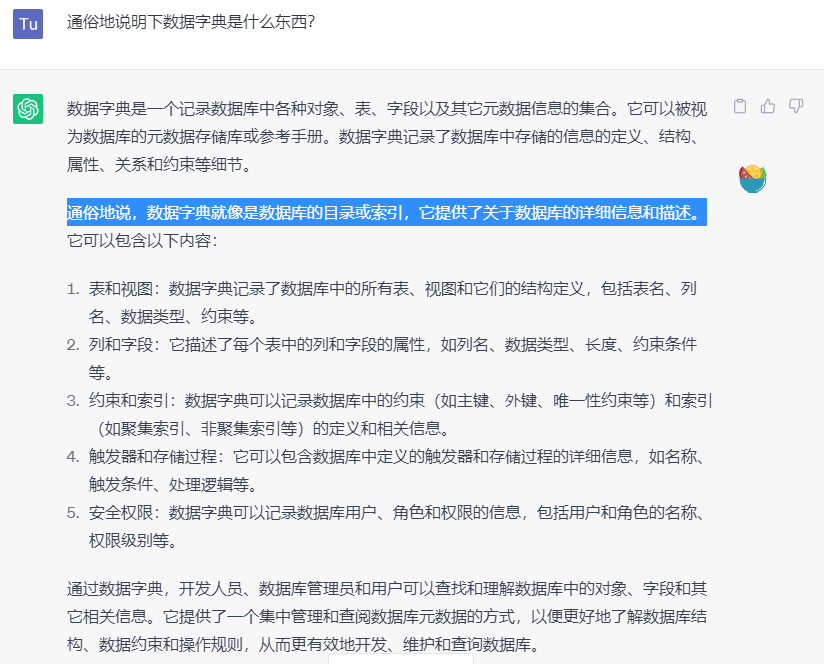 Tu
通俗地说明下数据字典是什么东西？
数据字典是一个记录数据库中各种对象、表、字段以及其它元数据信息的集合。它可以被视
为数据库的元数据存储库或参考手册。数据字典记录了数据库中存储的信息的定义、结构、
属性、关系和约束等细节。
通俗地说，数据字典就像是数据库的目录或索引，它提供了关于数据库的详细信息和描述。
它可以包含以下内容：
1. 表和视图：数据字典记录了数据库中的所有表、视图和它们的结构定义，包括表名、列
名、数据类型、约束等。
2. 列和字段：它描述了每个表中的列和字段的属性，如列名、数据类型、长度、约束条件
等。
3. 约束和索引：数据字典可以记录数据库中的约束（如主键、外键、唯一性约束等）和索引
（如聚集索引、非聚集索引等）的定义和相关信息。
4. 触发器和存储过程：它可以包含数据库中定义的触发器和存储过程的详细信息，如名称、
触发条件、处理逻辑等。
5. 安全权限：数据字典可以记录数据库用户、角色和权限的信息，包括用户和角色的名称、
权限级别等。
通过数据字典，开发人员、数据库管理员和用户可以查找和理解数据库中的对象、字段和其
它相关信息。它提供了一个集中管理和查阅数据库元数据的方式，以便更好地了解数据库结
构、数据约束和操作规则，从而更有效地开发、维护和查询数据库。